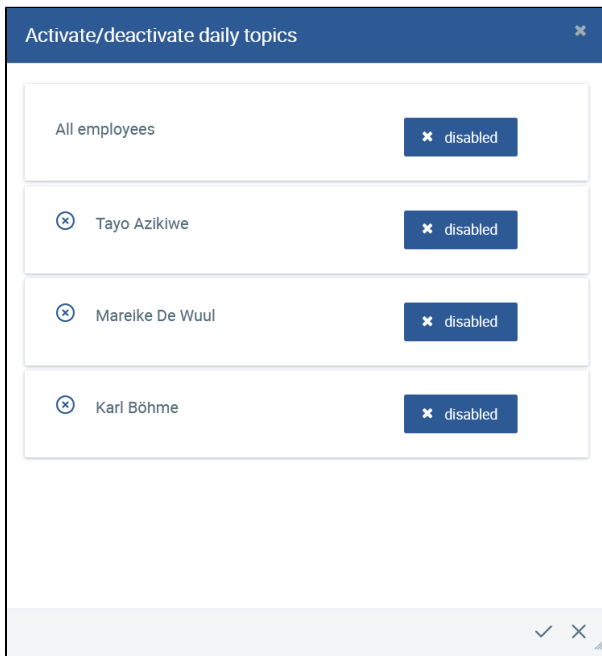 Activate/deactivate daily topics
All employees
disabled
Tayo Azikiwe
disabled
Mareike De Wuul
disabled
Karl Böhme
disabled